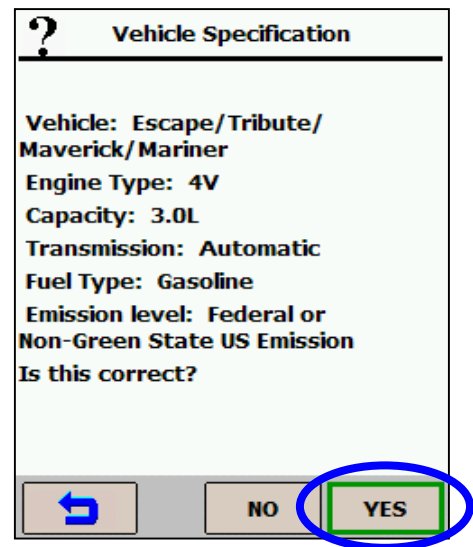 ? Vehicle Specification
Vehicle: Escape/Tribute/
Maverick/Mariner
Engine Type: 4V
Capacity: 3.0L
Transmission: Automatic
Fuel Type: Gasoline
Emission level: Federal or
Non-Green State US Emission
Is this correct?
NO YES